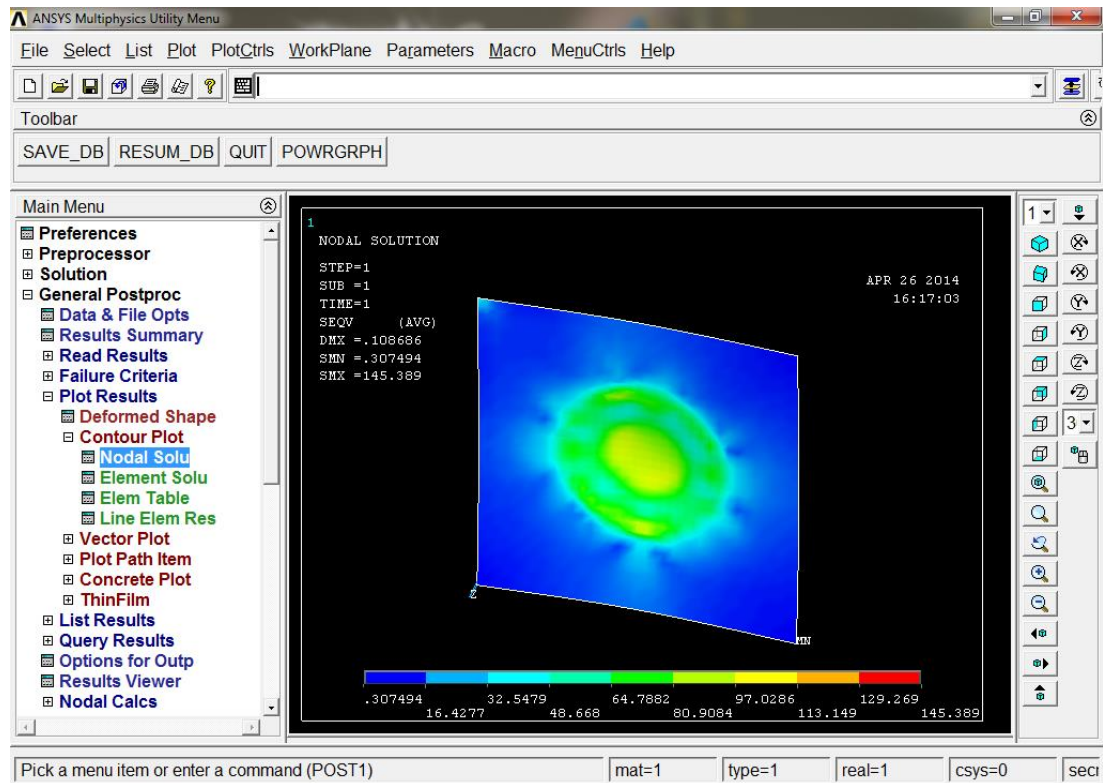 ANSYS Multiphysics Utility Menu
File Select List Plot PlotCtrls WorkPlane Parameters Macro MenuCtrls Help
Toolbar
SAVE_DB RESUM_DB QUIT POWRGRPH
Main Menu
Preferences
Preprocessor
Solution
General Postproc
Data & File Opts
Results Summary
Read Results
Failure Criteria
Plot Results
Deformed Shape
Contour Plot
Nodal Solu
Element Solu
Elem Table
Line Elem Res
Vector Plot
Plot Path Item
Concrete Plot
ThinFilm
List Results
Query Results
Options for Outp
Results Viewer
Nodal Calcs
1
NODAL SOLUTION
STEP=1
SUB =1
TIME=1
SEQV (AVG)
DMX =.108686
SMN =.307494
SMX =145.389
APR 26 2014
16:17:03
Z
MN
.307494 32.5479 64.7882 97.0286 129.269
16.4277 48.668 80.9084 113.149 145.389
1
3
Pick a menu item or enter a command (POST1) mat=1 type=1 real=1 csys=0 secn